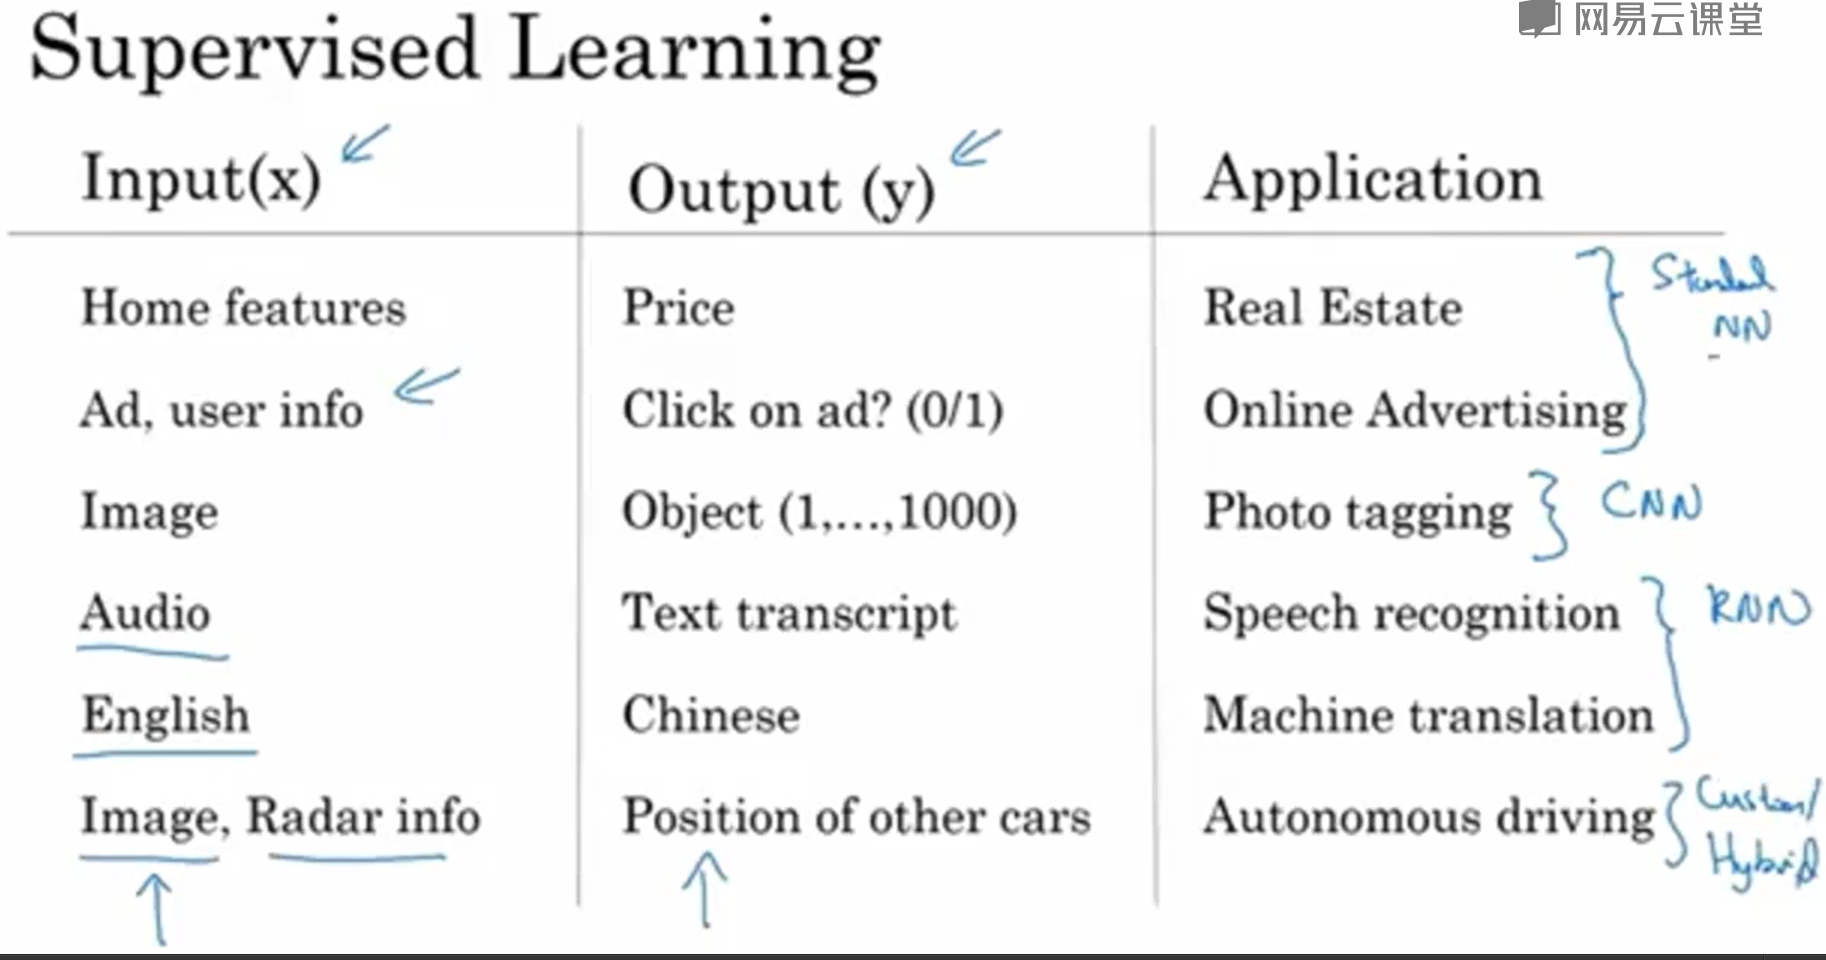 网易云课堂
Supervised Learning
Input(x) Output (y) Application
Home features Price Real Estate
Standard
NN
Ad, user info Click on ad? (0/1) Online Advertising
Image Object (1,...,1000) Photo tagging CNN
Audio Text transcript Speech recognition RNN
English Chinese Machine translation
Image, Radar info Position of other cars Autonomous driving Custom/
Hybrid